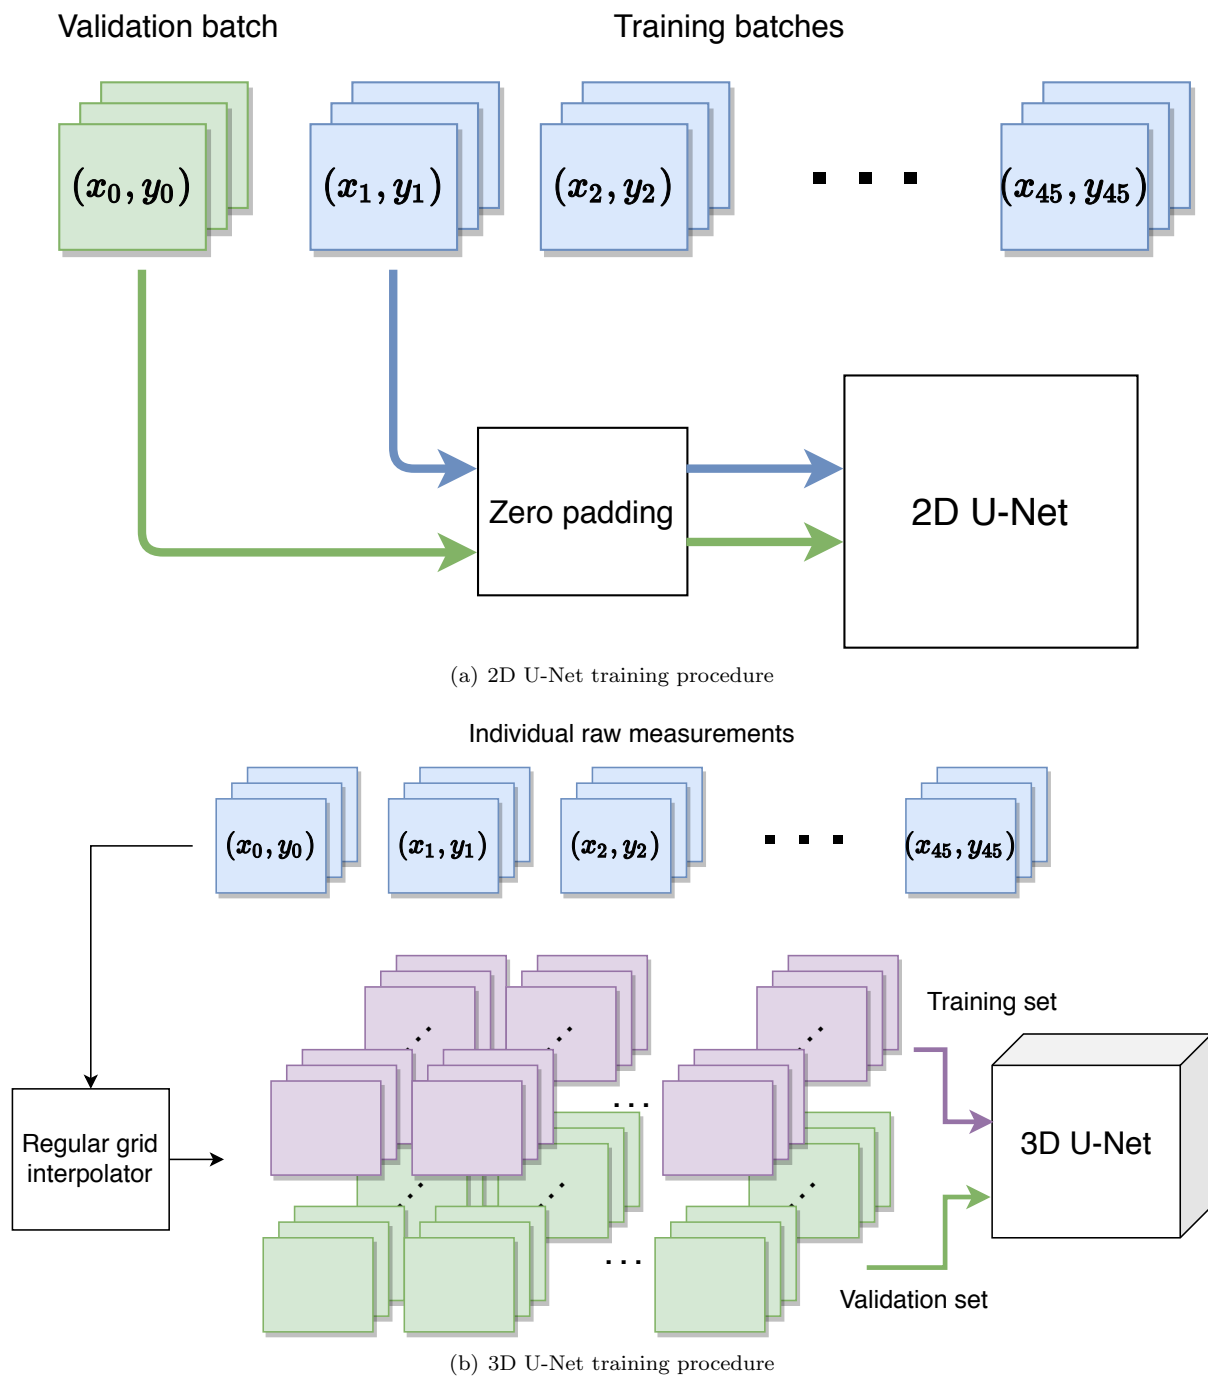 Validation batch
Training batches
(x₀, y₀)
(x₁, y₁)
(x₂, y₂)
. . .
(x₄₅, y₄₅)
Zero padding
2D U-Net
(a) 2D U-Net training procedure
Individual raw measurements
(x₀, y₀)
(x₁, y₁)
(x₂, y₂)
. . .
(x₄₅, y₄₅)
Training set
Regular grid
interpolator
...
3D U-Net
...
Validation set
(b) 3D U-Net training procedure